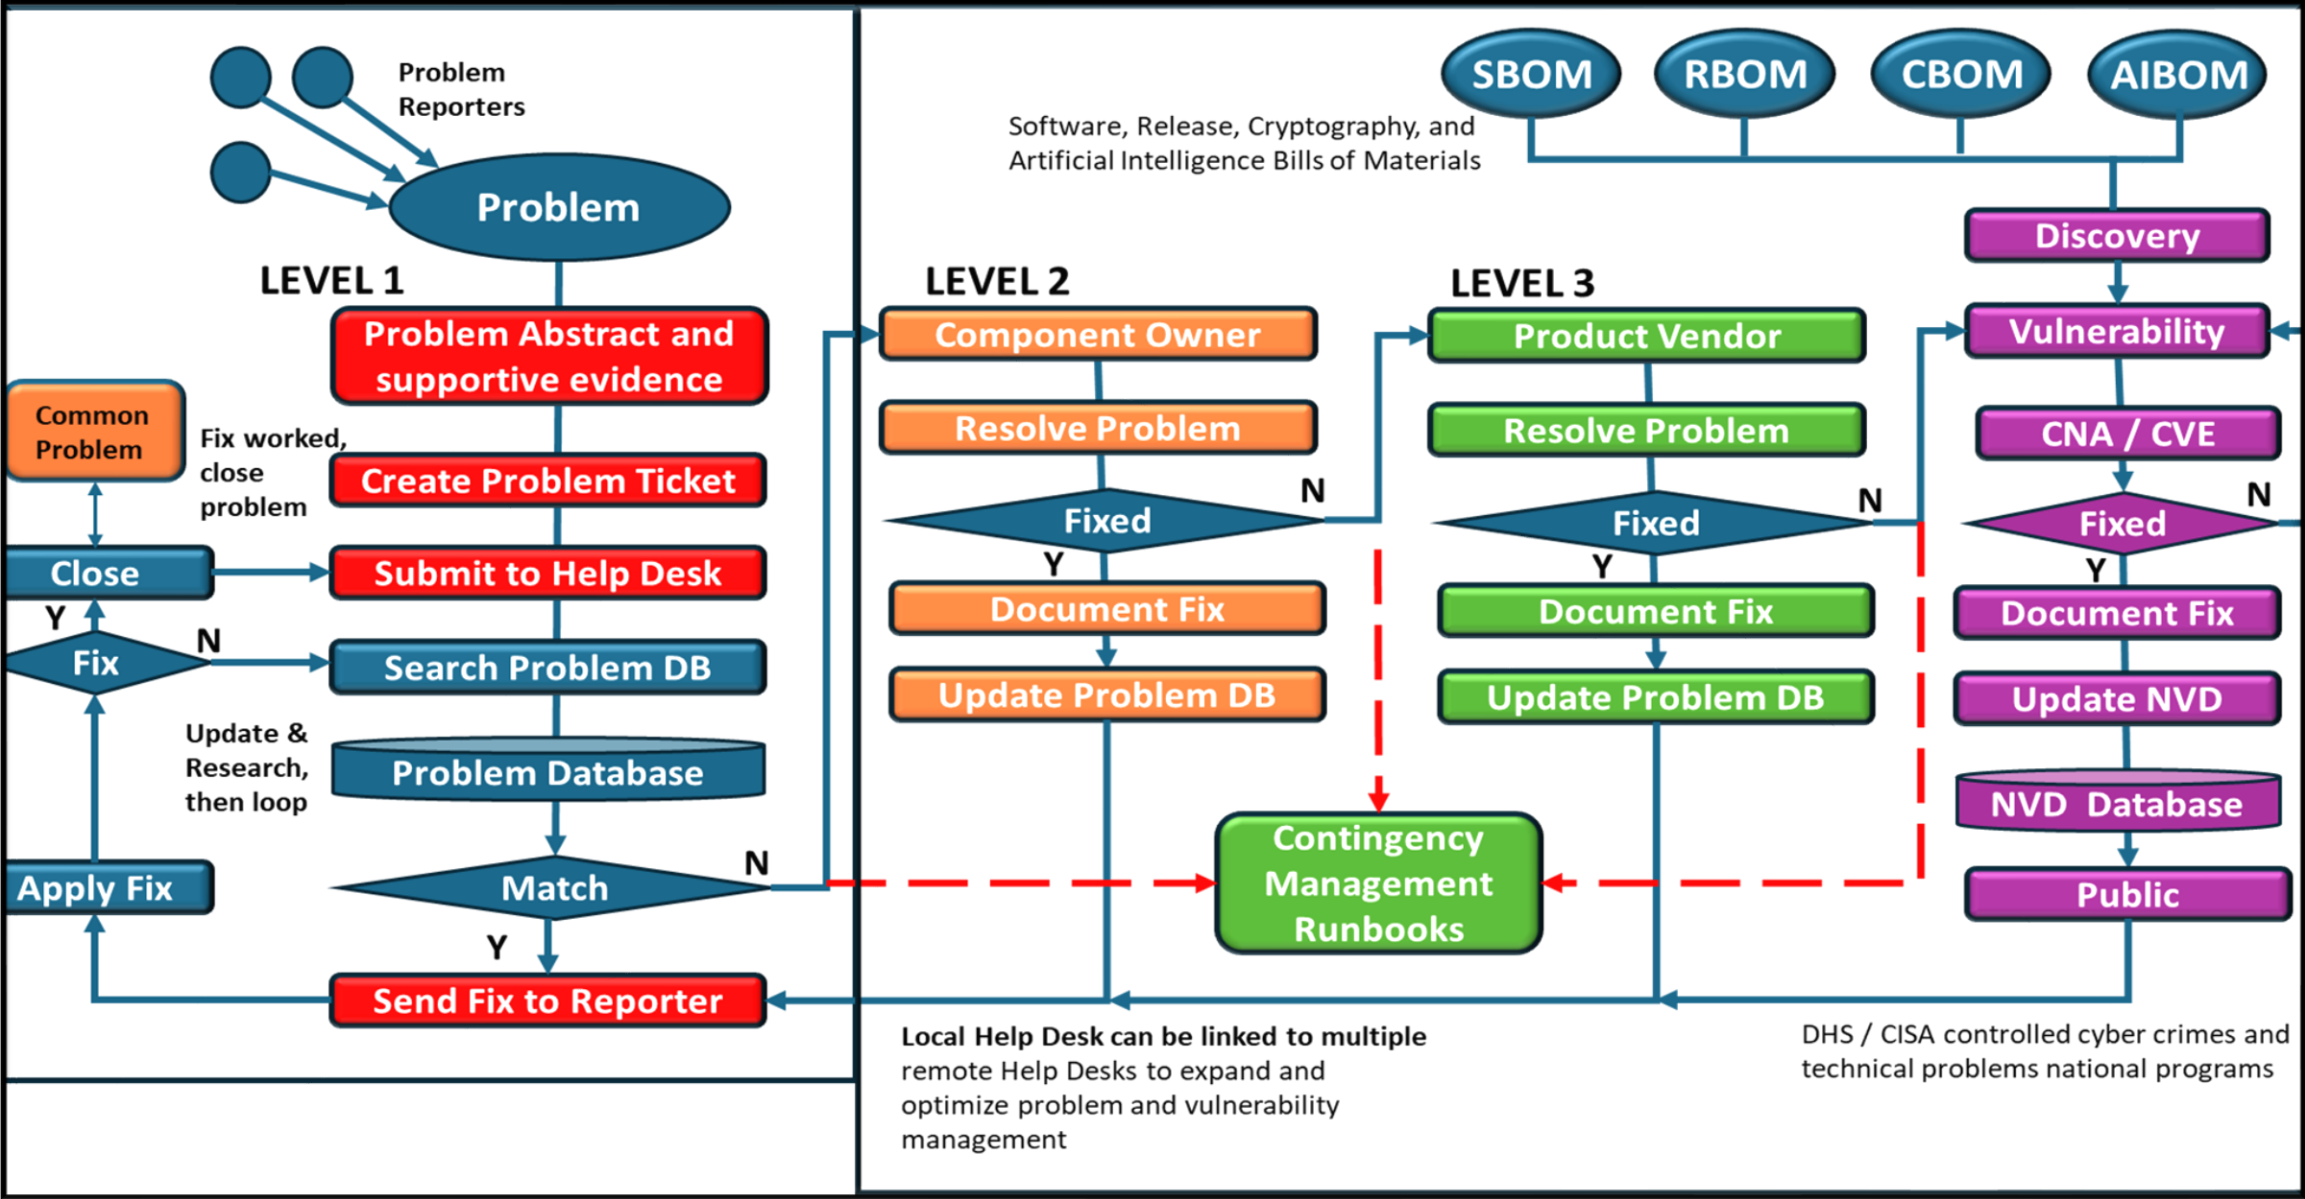 Problem
Reporters
Problem
LEVEL 1
Problem Abstract and
supportive evidence
Common
Problem
Fix worked,
close
problem
Create Problem Ticket
Close
Submit to Help Desk
Y
Fix
N
Search Problem DB
Update &
Research,
then loop
Problem Database
Apply Fix
Match
N
Y
Send Fix to Reporter
SBOM
RBOM
CBOM
AIBOM
Software, Release, Cryptography, and
Artificial Intelligence Bills of Materials
LEVEL 2
Component Owner
Resolve Problem
Fixed
N
Y
Document Fix
Update Problem DB
LEVEL 3
Product Vendor
Resolve Problem
Fixed
N
Y
Document Fix
Update Problem DB
Contingency
Management
Runbooks
Discovery
Vulnerability
CNA / CVE
Fixed
N
Y
Document Fix
Update NVD
NVD Database
Public
Local Help Desk can be linked to multiple
remote Help Desks to expand and
optimize problem and vulnerability
management
DHS / CISA controlled cyber crimes and
technical problems national programs